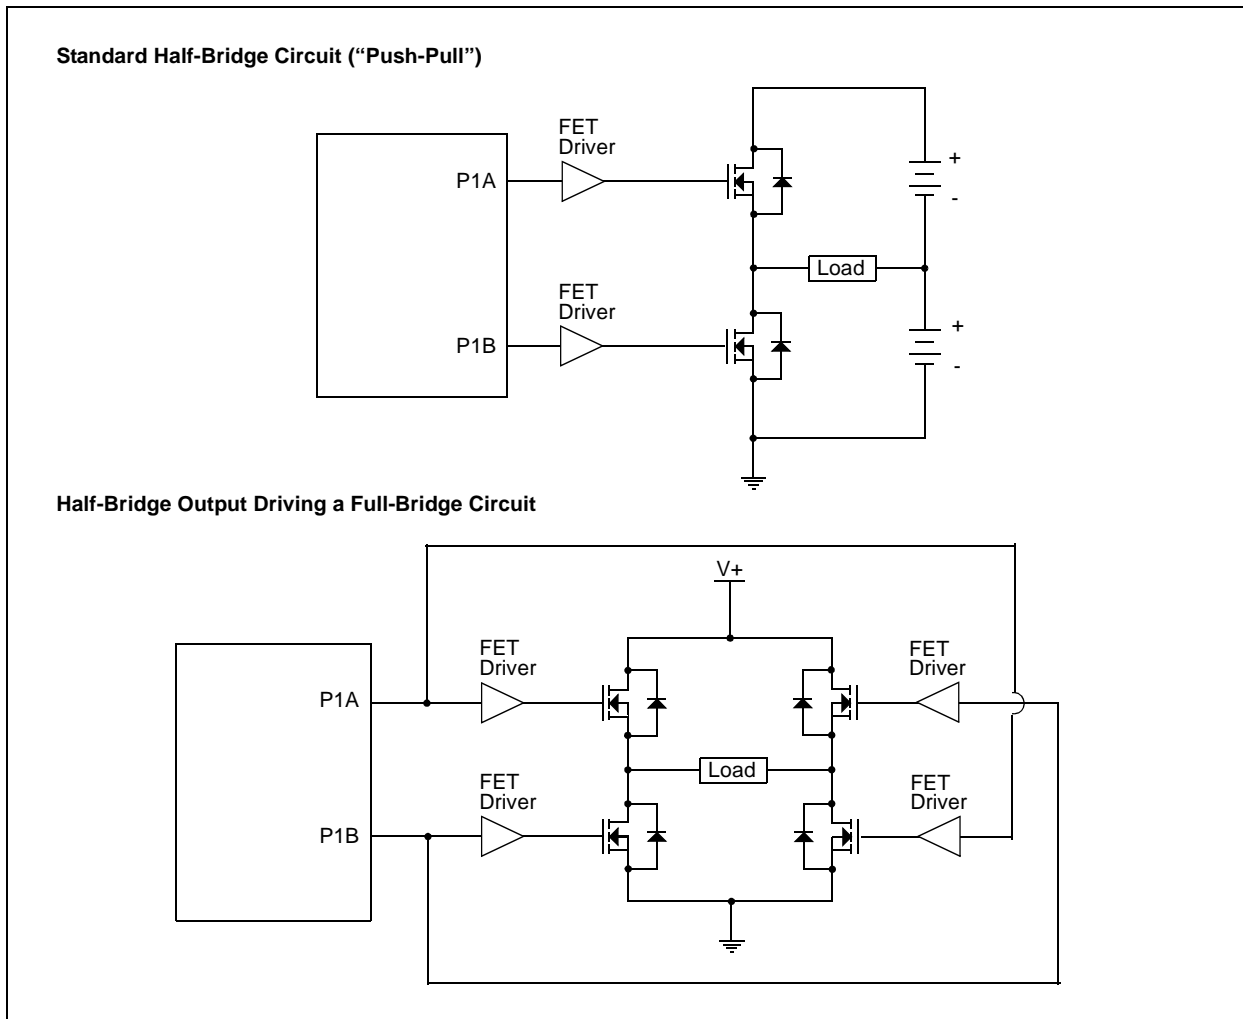 Standard Half-Bridge Circuit (“Push-Pull”)
FET
Driver
P1A
+
-
Load
FET
Driver
P1B
+
-
Half-Bridge Output Driving a Full-Bridge Circuit
V+
FET
Driver
FET
Driver
P1A
Load
FET
Driver
FET
Driver
P1B